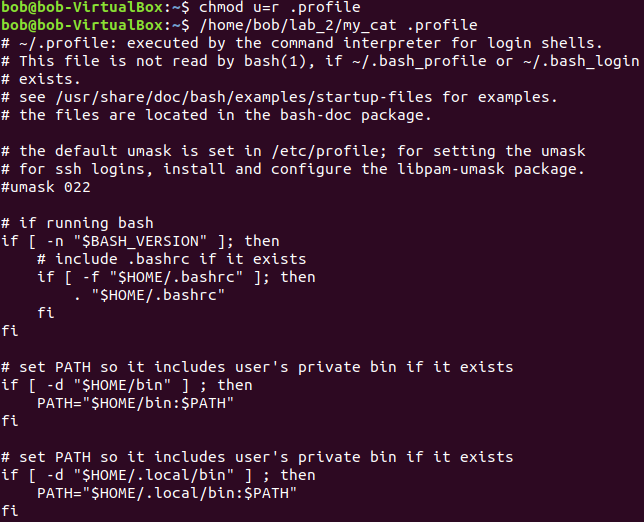 bob@bob-VirtualBox:~$ chmod u=r .profile
bob@bob-VirtualBox:~$ /home/bob/lab_2/my_cat .profile
# ~/.profile: executed by the command interpreter for login shells.
# This file is not read by bash(1), if ~/.bash_profile or ~/.bash_login
# exists.
# see /usr/share/doc/bash/examples/startup-files for examples.
# the files are located in the bash-doc package.

# the default umask is set in /etc/profile; for setting the umask
# for ssh logins, install and configure the libpam-umask package.
#umask 022

# if running bash
if [ -n "$BASH_VERSION" ]; then
    # include .bashrc if it exists
    if [ -f "$HOME/.bashrc" ]; then
        . "$HOME/.bashrc"
    fi
fi

# set PATH so it includes user's private bin if it exists
if [ -d "$HOME/bin" ] ; then
    PATH="$HOME/bin:$PATH"
fi

# set PATH so it includes user's private bin if it exists
if [ -d "$HOME/.local/bin" ] ; then
    PATH="$HOME/.local/bin:$PATH"
fi